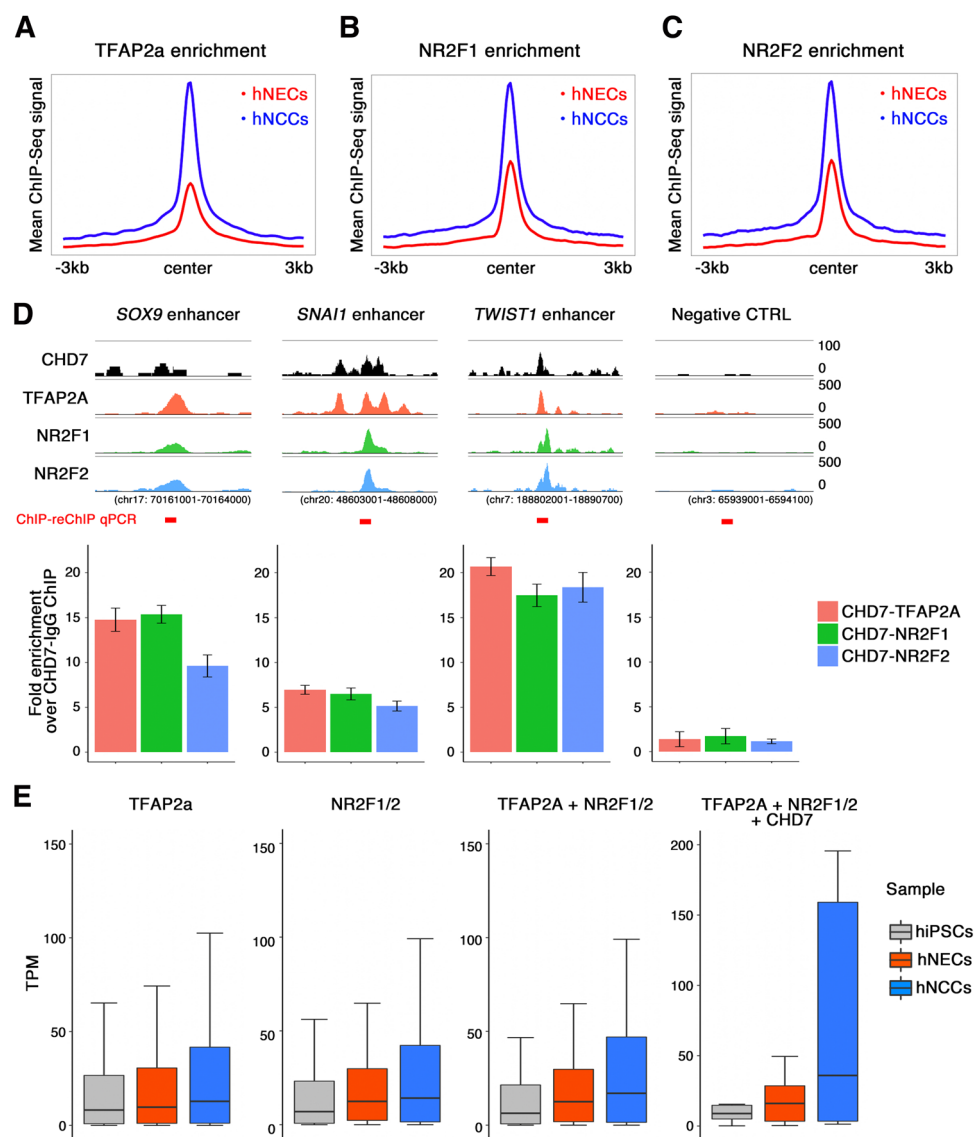 A
TFAP2a enrichment
Mean ChIP-Seq signal
• hNECs
• hNCCs
-3kb center 3kb
B
NR2F1 enrichment
Mean ChIP-Seq signal
• hNECs
• hNCCs
-3kb center 3kb
C
NR2F2 enrichment
Mean ChIP-Seq signal
• hNECs
• hNCCs
-3kb center 3kb
D
SOX9 enhancer SNAI1 enhancer TWIST1 enhancer Negative CTRL
CHD7 100 0
TFAP2A 500 0
NR2F1 500 0
NR2F2 500 0
(chr17: 70161001-70164000) (chr20: 48603001-48608000) (chr7: 188802001-18890700) (chr3: 65939001-6594100)
ChIP-reChIP qPCR
Fold enrichment
over CHD7-IgG ChIP
20 20 20 20
15 15 15 15
10 10 10 10
5 5 5 5
0 0 0 0
CHD7-TFAP2A
CHD7-NR2F1
CHD7-NR2F2
E
TFAP2a NR2F1/2 TFAP2A + NR2F1/2 TFAP2A + NR2F1/2
+ CHD7
TPM
150 150 150 200
100 100 100 150
50 50 50 100
0 0 0 50
0
Sample
hiPSCs
hNECs
hNCCs